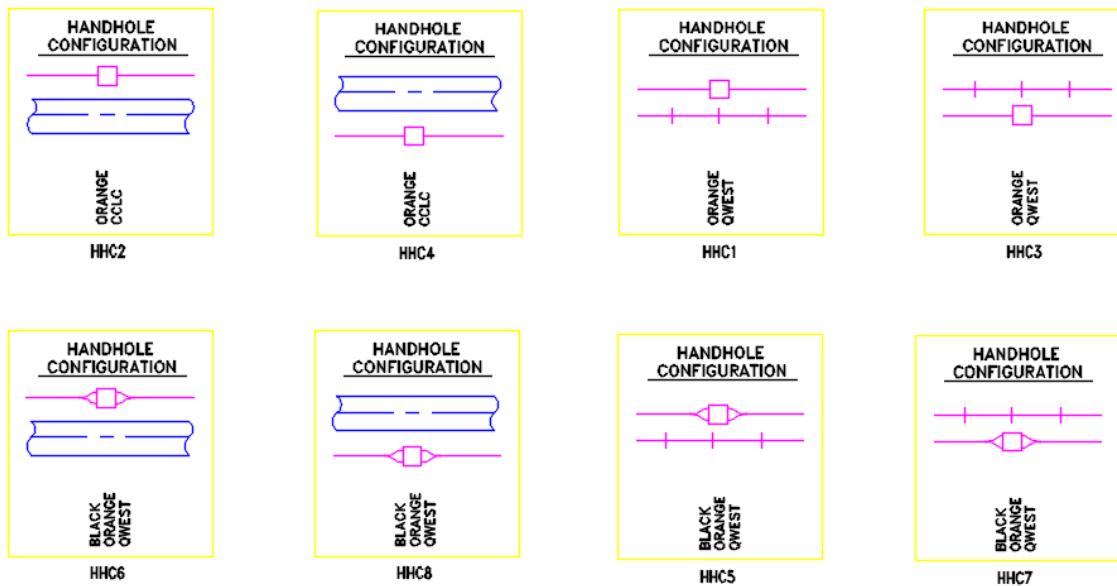 HANDHOLE
CONFIGURATION
ORANGE
CCLC
HHC2
HANDHOLE
CONFIGURATION
ORANGE
CCLC
HHC4
HANDHOLE
CONFIGURATION
ORANGE
QWEST
HHC1
HANDHOLE
CONFIGURATION
ORANGE
QWEST
HHC3
HANDHOLE
CONFIGURATION
BLACK
ORANGE
QWEST
HHC6
HANDHOLE
CONFIGURATION
BLACK
ORANGE
QWEST
HHC8
HANDHOLE
CONFIGURATION
BLACK
ORANGE
QWEST
HHC5
HANDHOLE
CONFIGURATION
BLACK
ORANGE
QWEST
HHC7